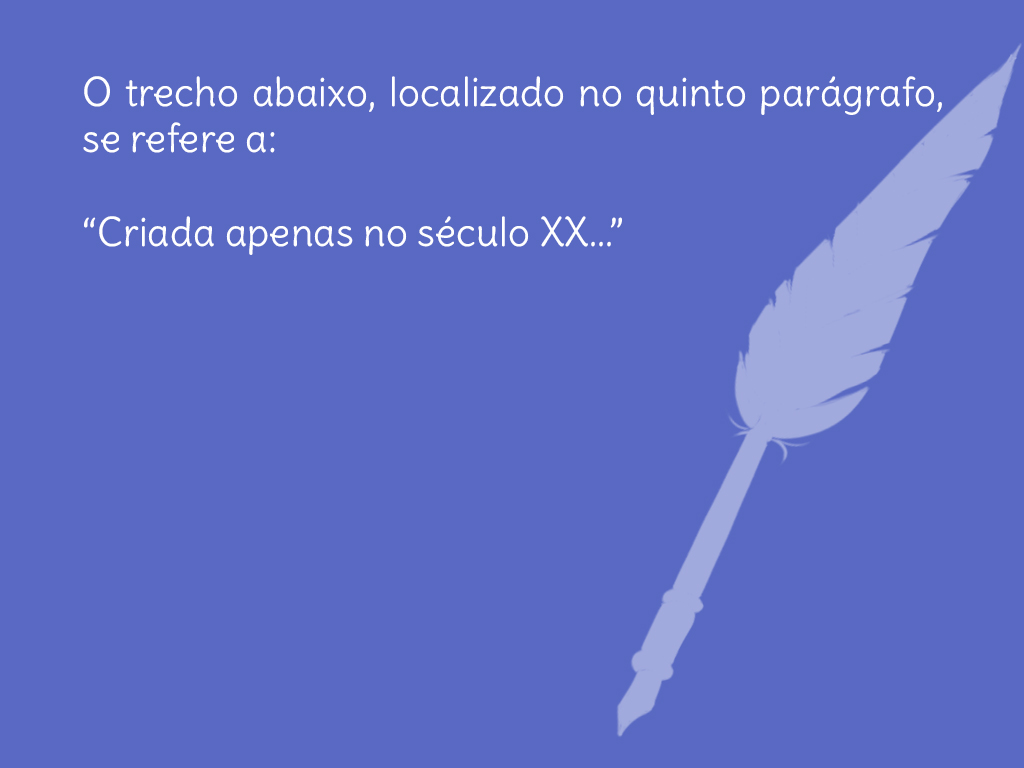 O trecho abaixo, localizado no quinto parágrafo,
se refere a:
“Criada apenas no século XX...”